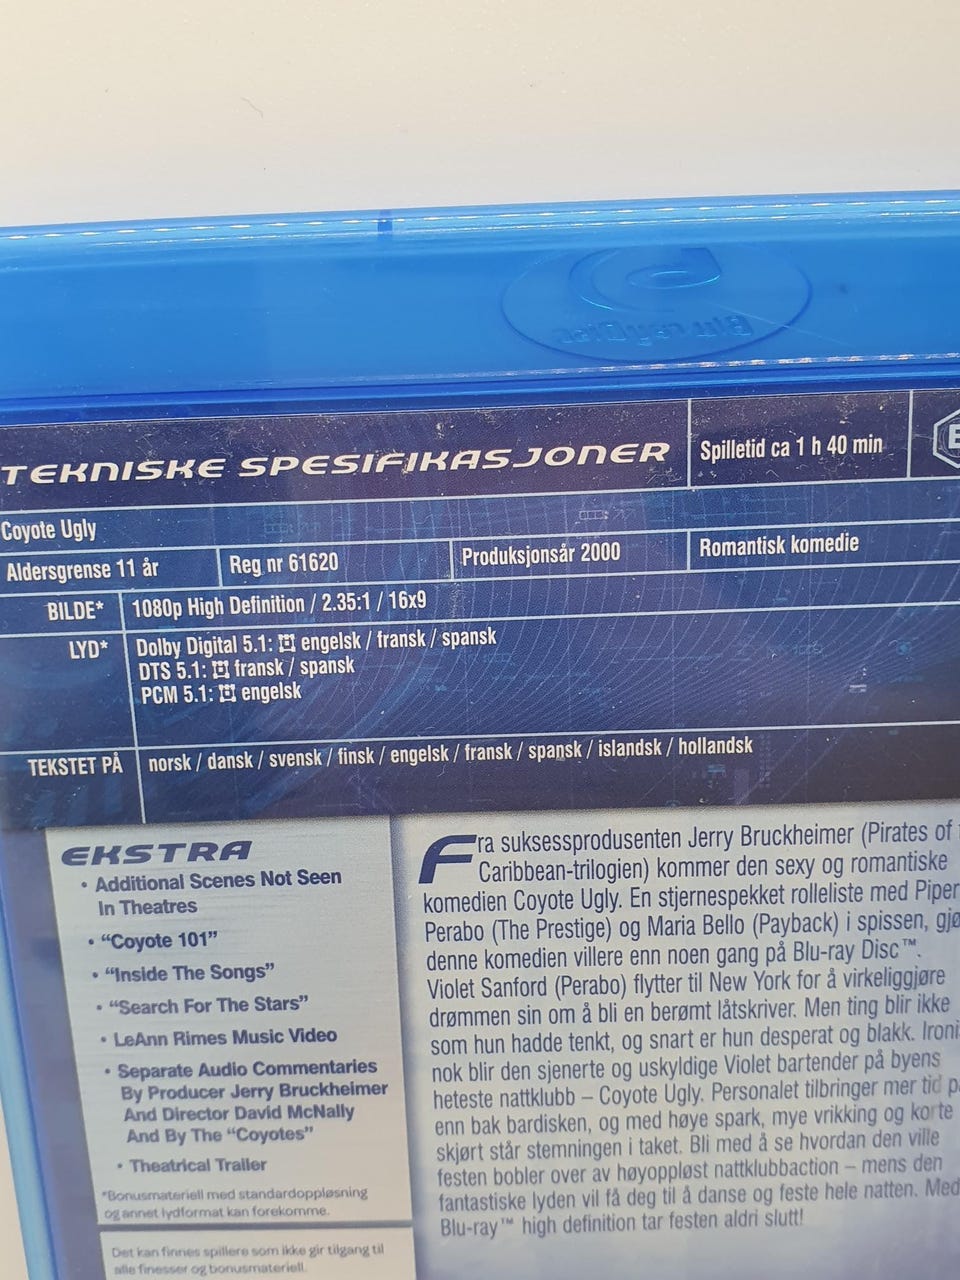 Blu-ray Disc
TEKNISKE SPESIFIKASJONER
Spilletid ca 1 h 40 min
Coyote Ugly
Aldersgrense 11 år
Reg nr 61620
Produksjonsår 2000
Romantisk komedie
BILDE*
1080p High Definition / 2.35:1 / 16x9
LYD*
Dolby Digital 5.1: engelsk / fransk / spansk
DTS 5.1: fransk / spansk
PCM 5.1: engelsk
TEKSTET PÅ
norsk / dansk / svensk / finsk / engelsk / fransk / spansk / islandsk / hollandsk
EKSTRA
• Additional Scenes Not Seen
In Theatres
• "Coyote 101"
• "Inside The Songs"
• "Search For The Stars"
• LeAnn Rimes Music Video
• Separate Audio Commentaries
By Producer Jerry Bruckheimer
And Director David McNally
And By The "Coyotes"
• Theatrical Trailer
*Bonusmateriell med standardoppløsning
og annet lydformat kan forekomme.
Det kan finnes spillere som ikke gir tilgang til
alle finesser og bonusmateriell.
Fra suksessprodusenten Jerry Bruckheimer (Pirates of
Caribbean-trilogien) kommer den sexy og romantiske
komedien Coyote Ugly. En stjernespekket rolleliste med Piper
Perabo (The Prestige) og Maria Bello (Payback) i spissen, gjø
denne komedien villere enn noen gang på Blu-ray Disc™.
Violet Sanford (Perabo) flytter til New York for å virkeliggjøre
drømmen sin om å bli en berømt låtskriver. Men ting blir ikke
som hun hadde tenkt, og snart er hun desperat og blakk. Ironi
nok blir den sjenerte og uskyldige Violet bartender på byens
heteste nattklubb – Coyote Ugly. Personalet tilbringer mer tid p
enn bak bardisken, og med høye spark, mye vrikking og korte
skjørt står stemningen i taket. Bli med å se hvordan den ville
festen bobler over av høyoppløst nattklubbaction – mens den
fantastiske lyden vil få deg til å danse og feste hele natten. Med
Blu-ray™ high definition tar festen aldri slutt!